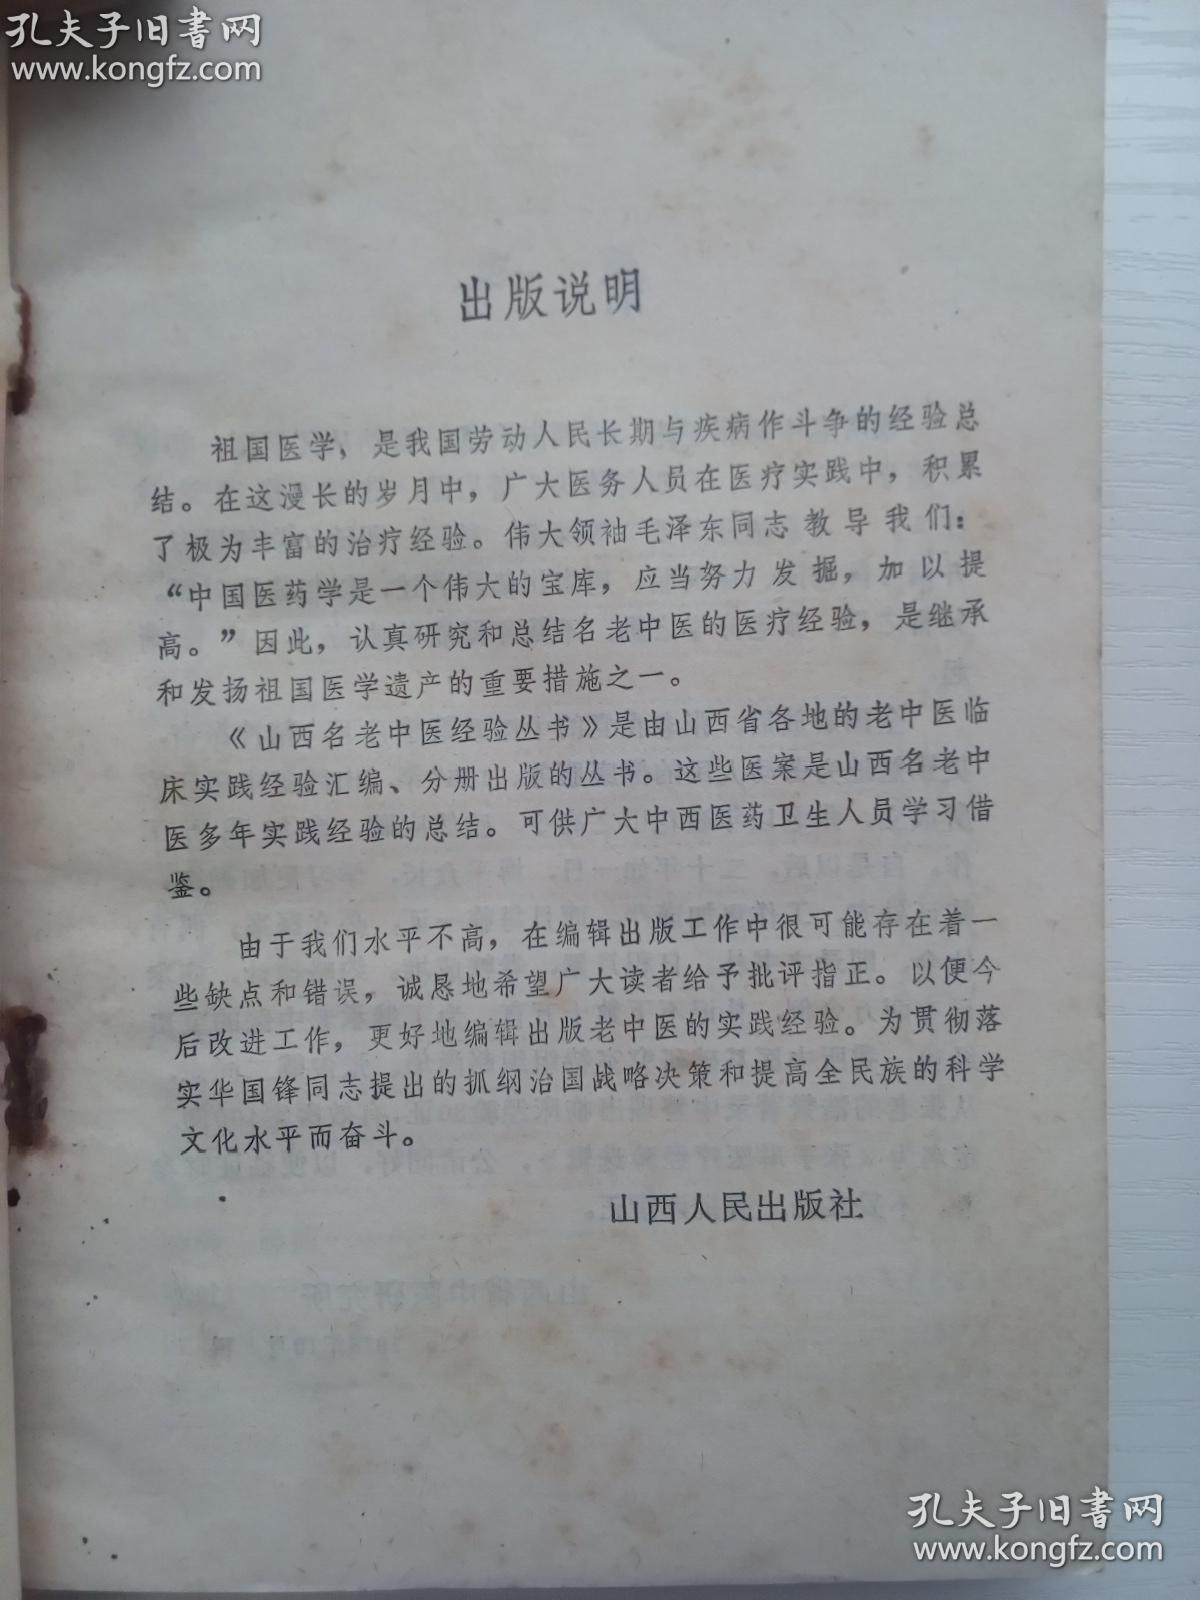 孔夫子旧書网
www.kongfz.com
出版说明
祖国医学，是我国劳动人民长期与疾病作斗争的经验总
结。在这漫长的岁月中，广大医务人员在医疗实践中，积累
了极为丰富的治疗经验。伟大领袖毛泽东同志教导我们：
“中国医药学是一个伟大的宝库，应当努力发掘，加以提
高。”因此，认真研究和总结名老中医的医疗经验，是继承
和发扬祖国医学遗产的重要措施之一。
《山西名老中医经验丛书》是由山西省各地的老中医临
床实践经验汇编、分册出版的丛书。这些医案是山西名老中
医多年实践经验的总结。可供广大中西医药卫生人员学习借
鉴。
由于我们水平不高，在编辑出版工作中很可能存在着一
些缺点和错误，诚恳地希望广大读者给予批评指正。以便今
后改进工作，更好地编辑出版老中医的实践经验。为贯彻落
实华国锋同志提出的抓纲治国战略决策和提高全民族的科学
文化水平而奋斗。
山西人民出版社
孔夫子旧書网
www.kongfz.com